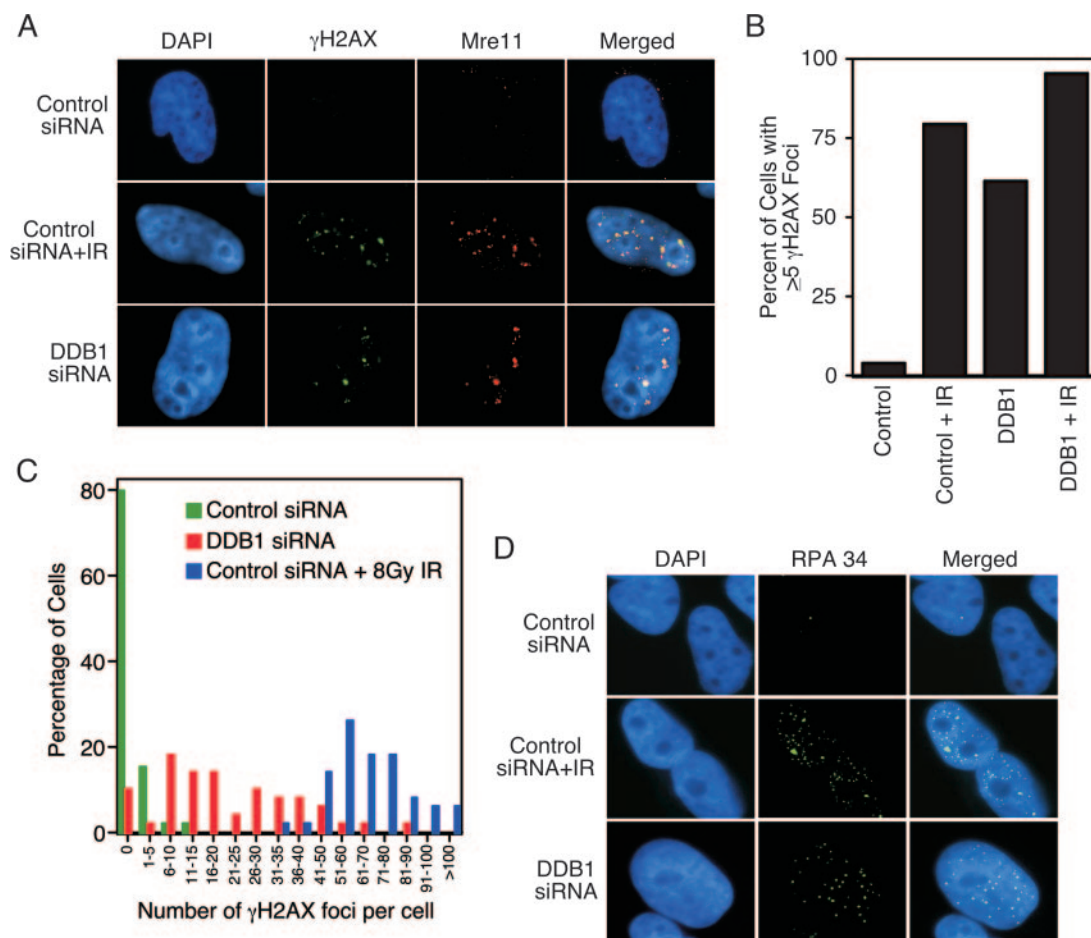 A
DAPI γH2AX Mre11 Merged
Control
siRNA
Control
siRNA+IR
DDB1
siRNA
B
Percent of Cells with
≥5 γH2AX Foci
100
75
50
25
0
Control
Control + IR
DDB1
DDB1 + IR
C
Percentage of Cells
80
60
40
20
0
Control siRNA
DDB1 siRNA
Control siRNA + 8Gy IR
0
1-5
6-10
11-15
16-20
21-25
26-30
31-35
36-40
41-50
51-60
61-70
71-80
81-90
91-100
>100
Number of γH2AX foci per cell
D
DAPI RPA 34 Merged
Control
siRNA
Control
siRNA+IR
DDB1
siRNA